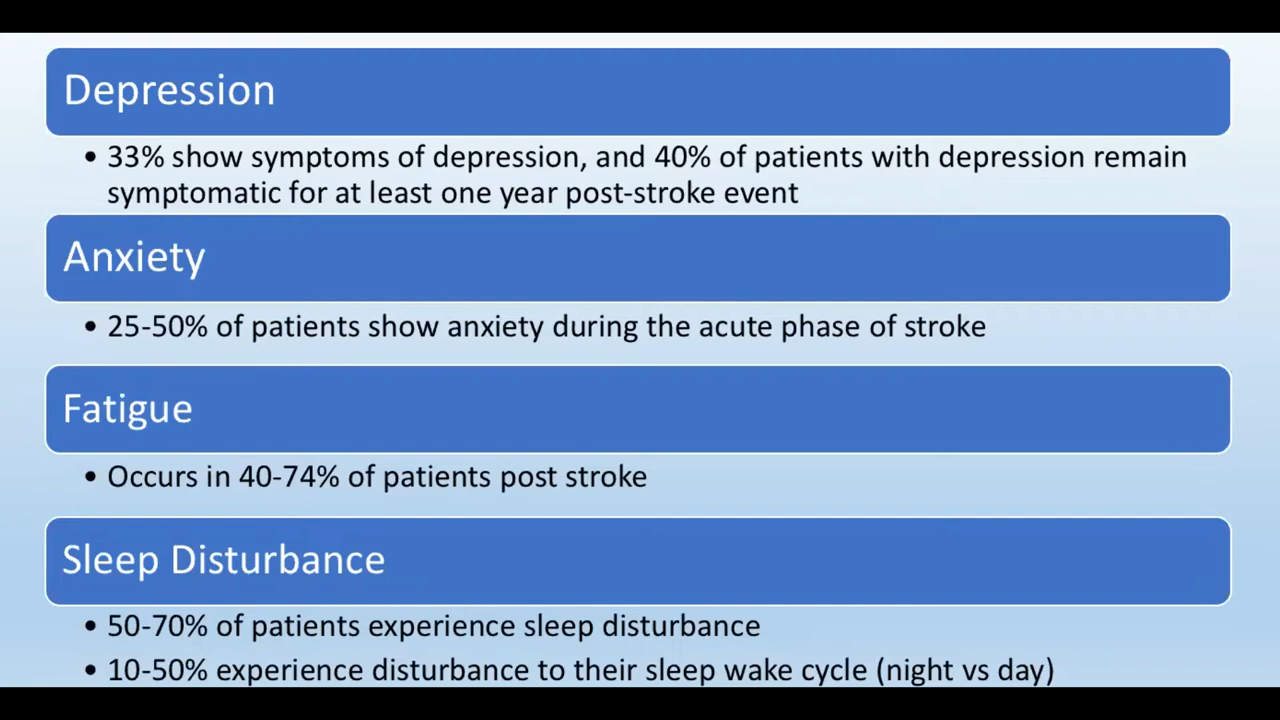 Depression
• 33% show symptoms of depression, and 40% of patients with depression remain
symptomatic for at least one year post-stroke event
Anxiety
• 25-50% of patients show anxiety during the acute phase of stroke
Fatigue
• Occurs in 40-74% of patients post stroke
Sleep Disturbance
• 50-70% of patients experience sleep disturbance
• 10-50% experience disturbance to their sleep wake cycle (night vs day)